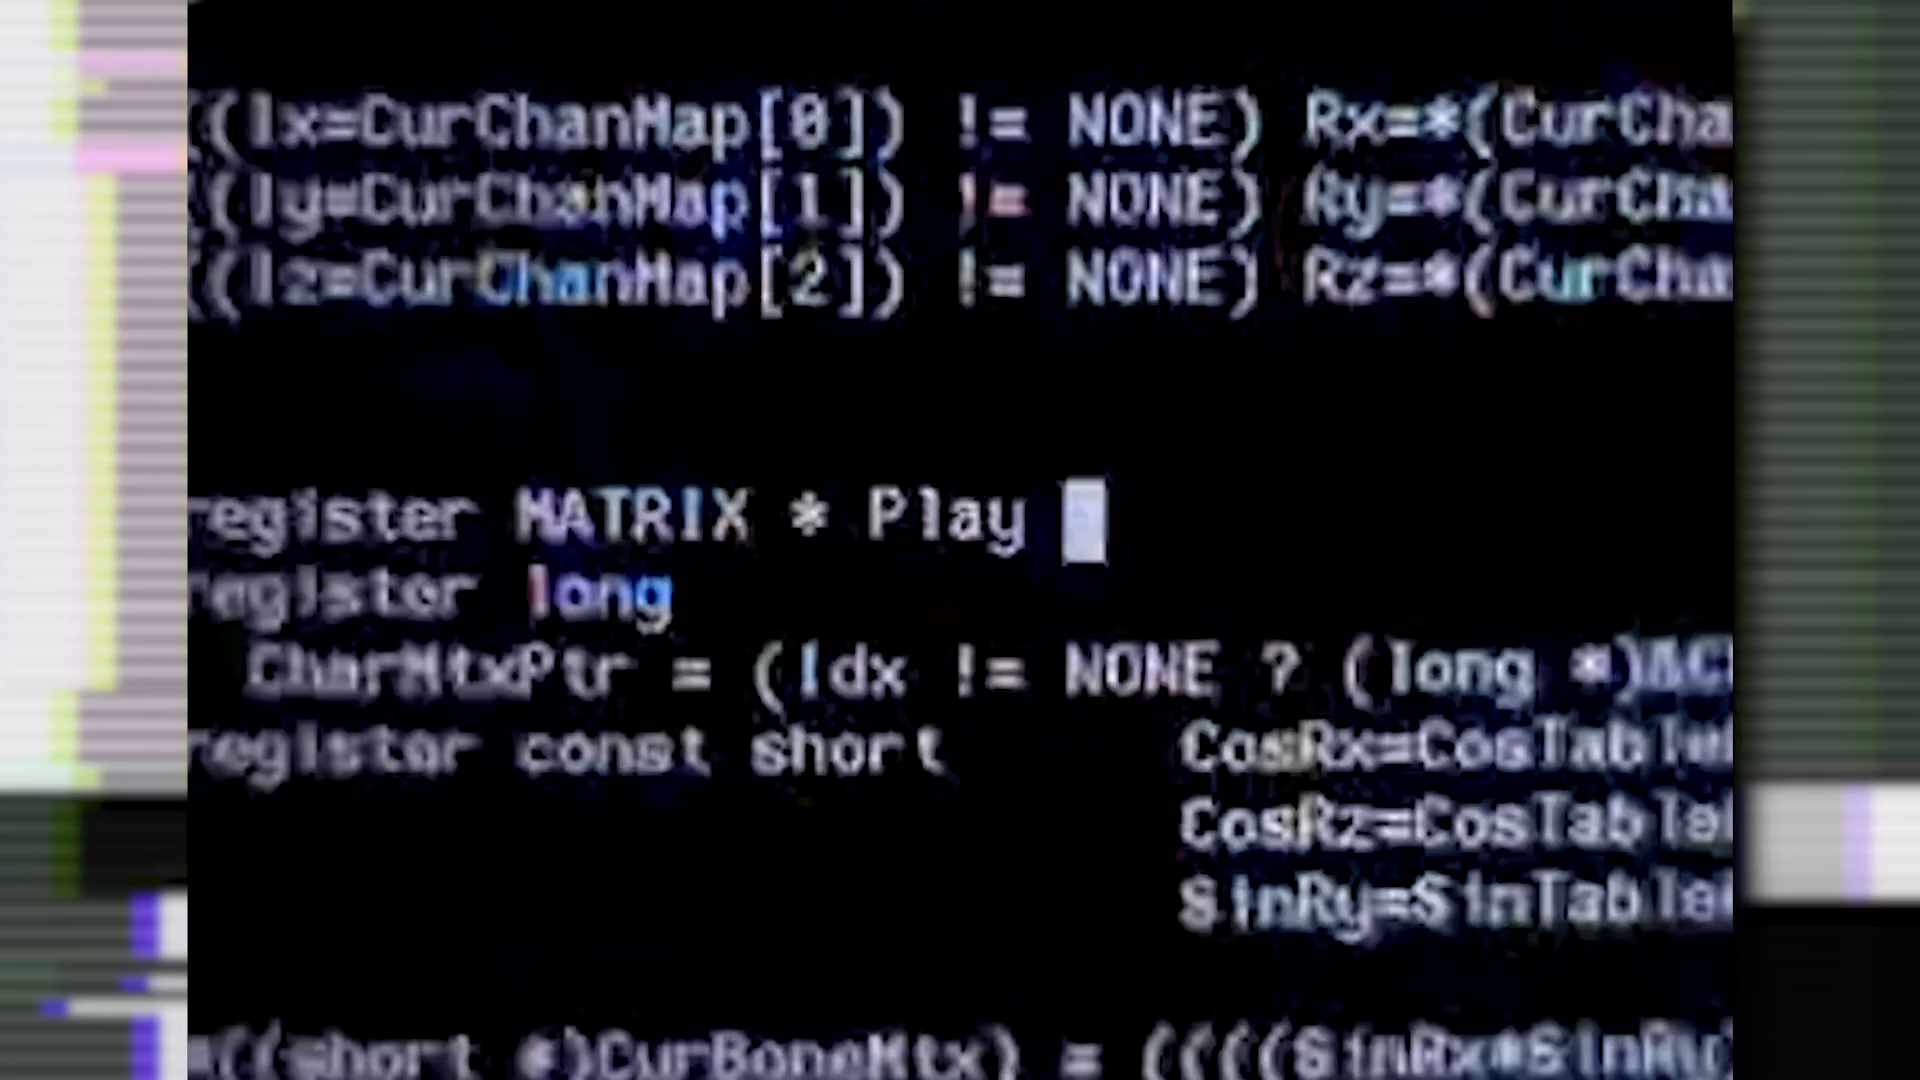 ((Ix=CurChanMap[0]) != NONE) Rx=*(CurCha
((Iy=CurChanMap[1]) != NONE) Ry=*(CurCha
((Iz=CurChanMap[2]) != NONE) Rz=*(CurCha
register MATRIX * Play
register long
CharMtxPtr = (Idx != NONE ? (long *)&C
register const short CosRx=CosTable
CosRz=CosTable
SinRy=SinTable
*((short *)CurBoneMtx) = ((((SinRx*SinRy)